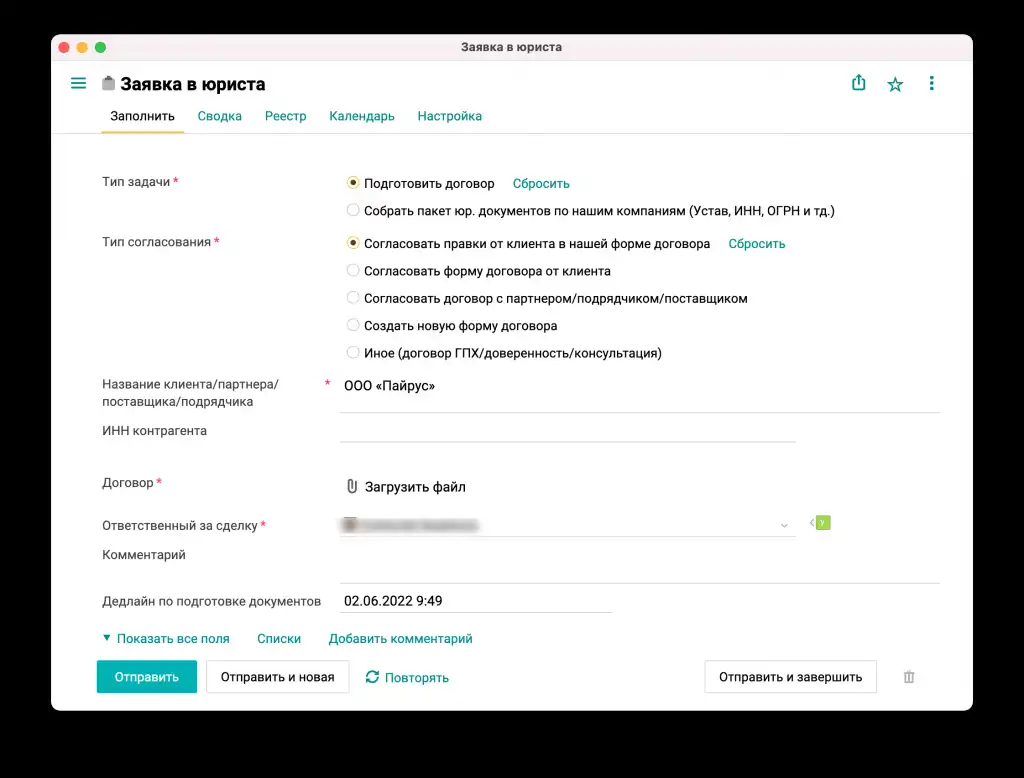 Заявка в юриста
Заявка в юриста
Заполнить Сводка Реестр Календарь Настройка
Тип задачи *
Подготовить договор Сбросить
Собрать пакет юр. документов по нашим компаниям (Устав, ИНН, ОГРН и тд.)
Тип согласования *
Согласовать правки от клиента в нашей форме договора Сбросить
Согласовать форму договора от клиента
Согласовать договор с партнером/подрядчиком/поставщиком
Создать новую форму договора
Иное (договор ГПХ/доверенность/консультация)
Название клиента/партнера/
поставщика/подрядчика
* ООО «Пайрус»
ИНН контрагента
Договор * Загрузить файл
Ответственный за сделку *
Комментарий
Дедлайн по подготовке документов 02.06.2022 9:49
Показать все поля Списки Добавить комментарий
Отправить Отправить и новая Повторять Отправить и завершить